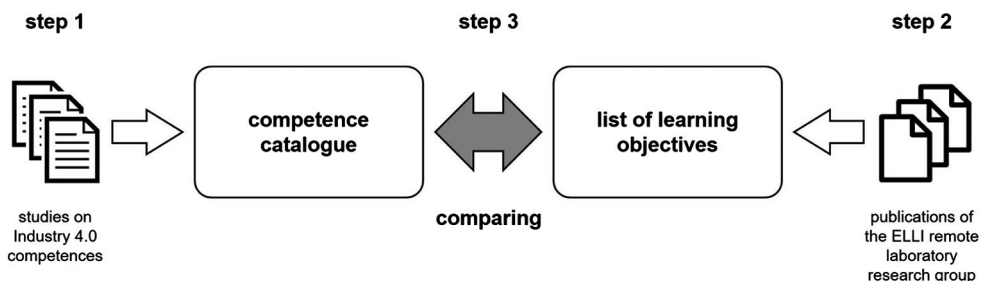 step 1
step 3
step 2
competence
catalogue
list of learning
objectives
comparing
studies on
Industry 4.0
competences
publications of
the ELLI remote
laboratory
research group